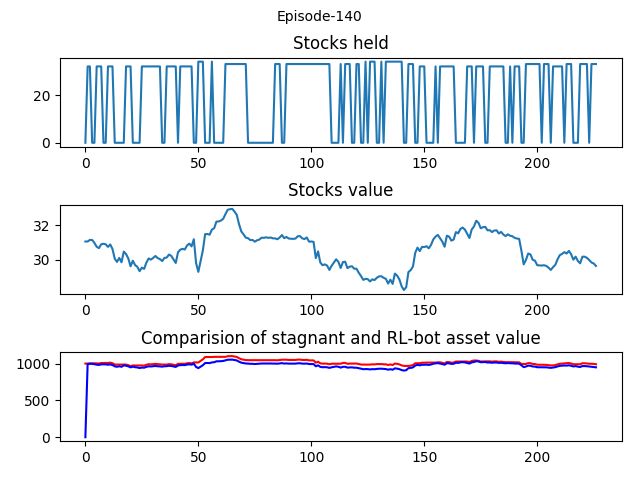 Episode-140
Stocks held
20
0
0 50 100 150 200
Stocks value
32
30
0 50 100 150 200
Comparision of stagnant and RL-bot asset value
1000
500
0
0 50 100 150 200